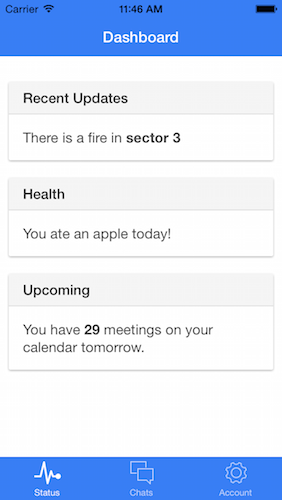 Carrier 11:46 AM
Dashboard
Recent Updates
There is a fire in sector 3
Health
You ate an apple today!
Upcoming
You have 29 meetings on your
calendar tomorrow.
Status Chats Account